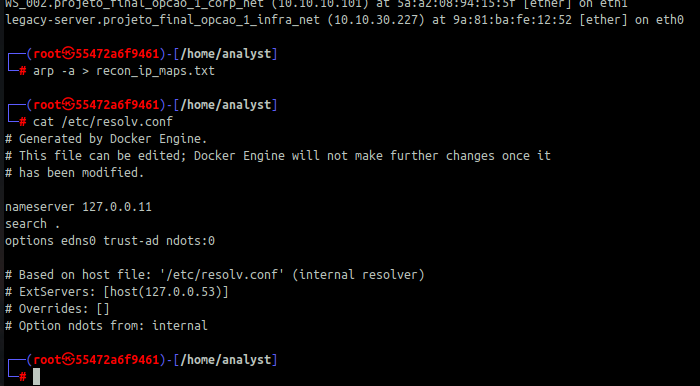 WS_002.projeto_final_opcao_1_corp_net (10.10.10.101) at 5a:a2:08:94:15:5f [ether] on eth1
legacy-server.projeto_final_opcao_1_infra_net (10.10.30.227) at 9a:81:ba:fe:12:52 [ether] on eth0
┌──(root㉿55472a6f9461)-[/home/analyst]
└─# arp -a > recon_ip_maps.txt
┌──(root㉿55472a6f9461)-[/home/analyst]
└─# cat /etc/resolv.conf
# Generated by Docker Engine.
# This file can be edited; Docker Engine will not make further changes once it
# has been modified.
nameserver 127.0.0.11
search .
options edns0 trust-ad ndots:0
# Based on host file: '/etc/resolv.conf' (internal resolver)
# ExtServers: [host(127.0.0.53)]
# Overrides: []
# Option ndots from: internal
┌──(root㉿55472a6f9461)-[/home/analyst]
└─#